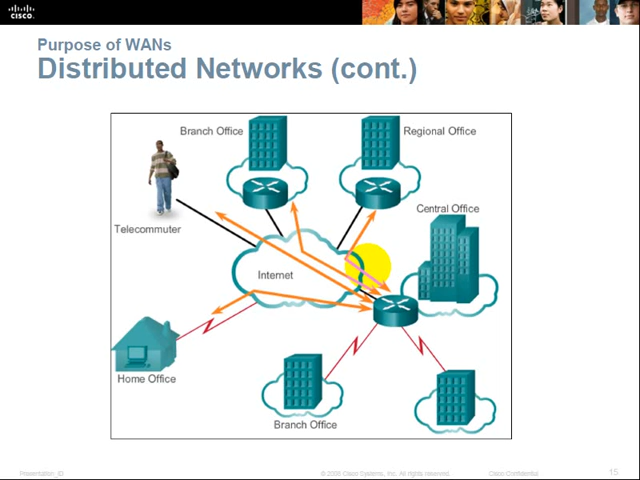 CISCO.
Purpose of WANs
Distributed Networks (cont.)
Branch Office
Regional Office
Telecommuter
Central Office
Internet
Home Office
Branch Office
Presentation_ID
© 2008 Cisco Systems, Inc. All rights reserved.
Cisco Confidential
15